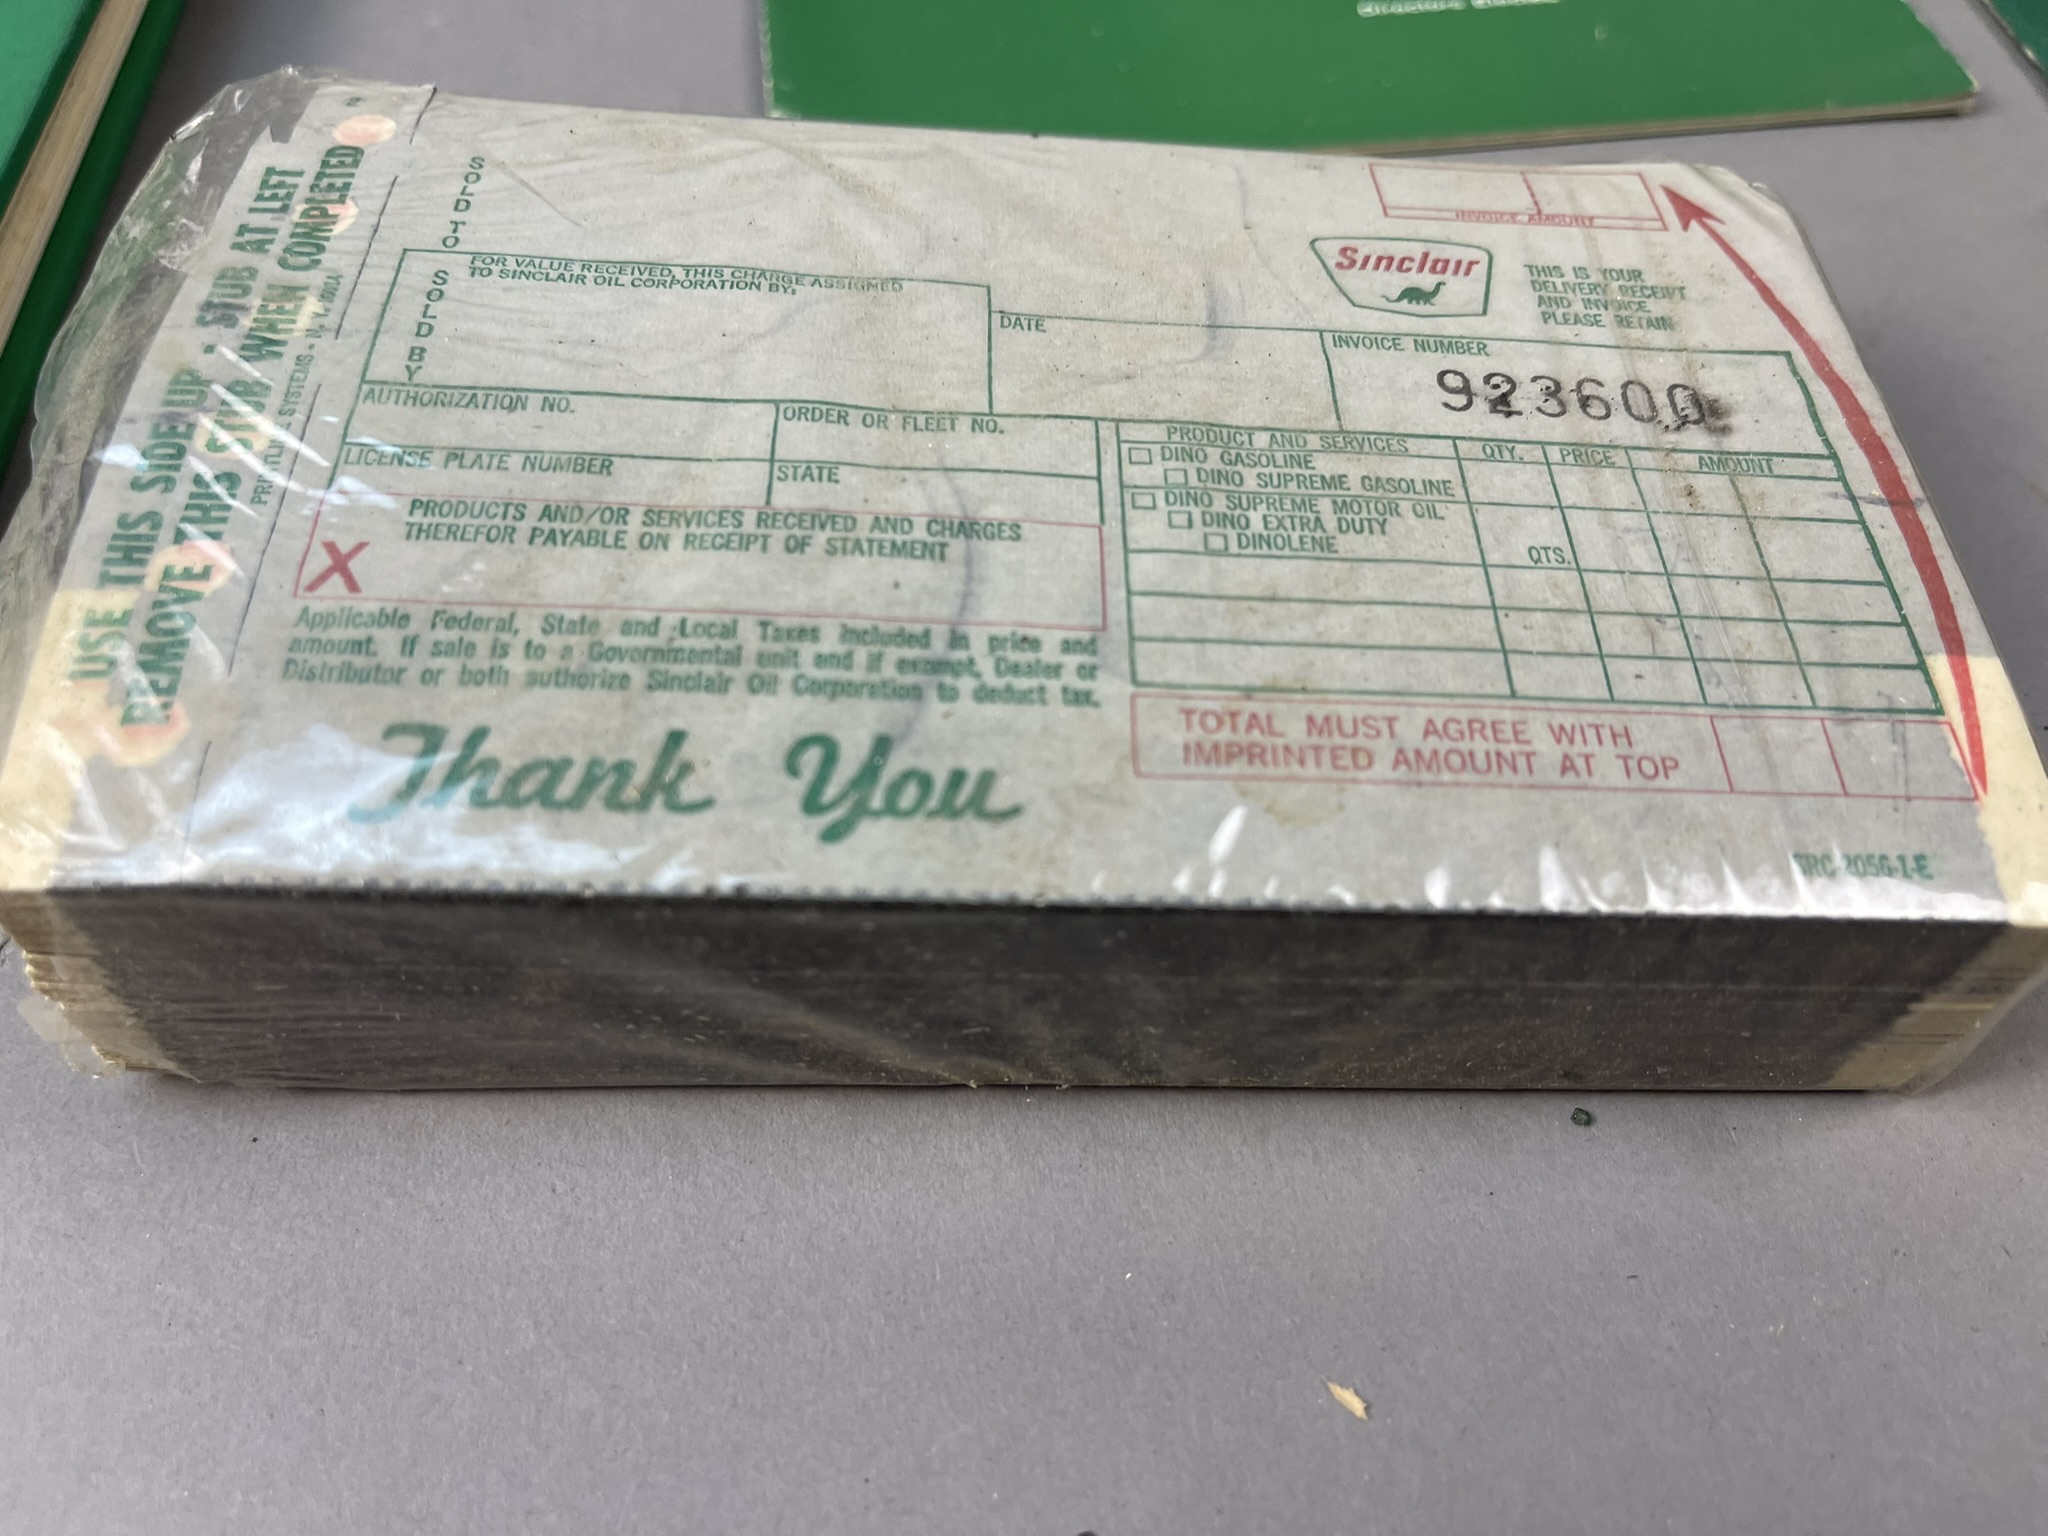 USE THIS SIDE UP - STUB AT LEFT
REMOVE THIS STUB WHEN COMPLETED
SOLD TO
INVOICE AMOUNT
Sinclair
THIS IS YOUR
DELIVERY RECEIPT
AND INVOICE
PLEASE RETAIN
FOR VALUE RECEIVED, THIS CHARGE ASSIGNED
TO SINCLAIR OIL CORPORATION BY:
SOLD BY
DATE
INVOICE NUMBER
923600
AUTHORIZATION NO.
ORDER OR FLEET NO.
LICENSE PLATE NUMBER
STATE
PRODUCT AND SERVICES QTY. PRICE AMOUNT
DINO GASOLINE
DINO SUPREME GASOLINE
DINO SUPREME MOTOR OIL
DINO EXTRA DUTY
DINOLENE
QTS.
PRODUCTS AND/OR SERVICES RECEIVED AND CHARGES
THEREFOR PAYABLE ON RECEIPT OF STATEMENT
X
Applicable Federal, State and Local Taxes included in price and
amount. If sale is to a Governmental unit and if exempt, Dealer or
Distributor or both authorize Sinclair Oil Corporation to deduct tax.
TOTAL MUST AGREE WITH
IMPRINTED AMOUNT AT TOP
Thank You
2056-1-E